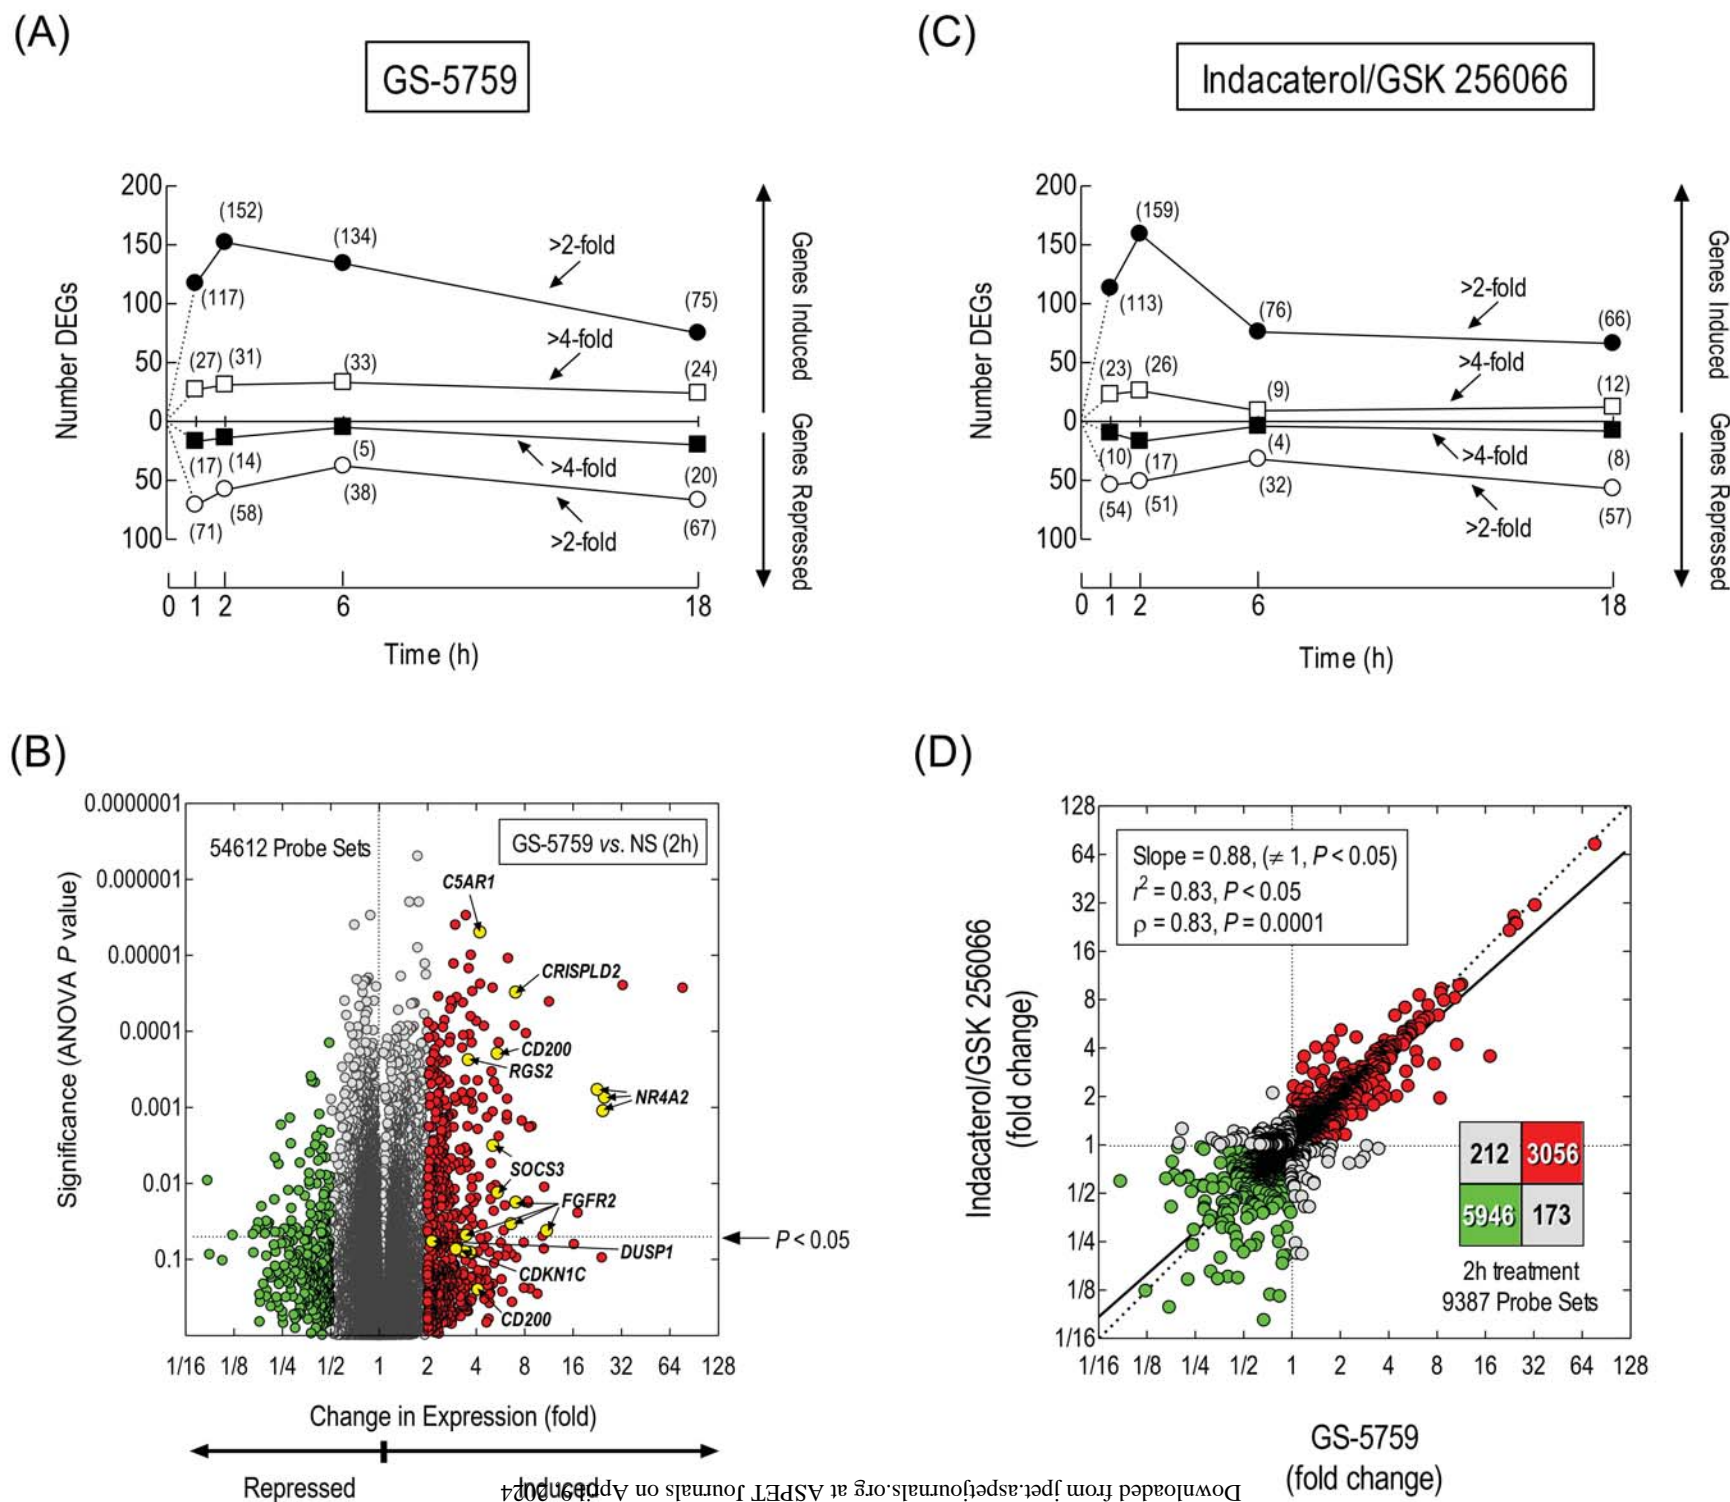 (A)
GS-5759
200
150
100
50
0
50
100
Number DEGs
(152)
(134)
(117)
(75)
>2-fold
>4-fold
(27)
(31)
(33)
(24)
(17)
(14)
(5)
(20)
>4-fold
(71)
(58)
(38)
(67)
>2-fold
Genes Induced
Genes Repressed
0 1 2 6 18
Time (h)
(C)
Indacaterol/GSK 256066
200
150
100
50
0
50
100
Number DEGs
(159)
(113)
(76)
(66)
>2-fold
>4-fold
(23)
(26)
(9)
(12)
(10)
(17)
(4)
(8)
>4-fold
(54)
(51)
(32)
(57)
>2-fold
Genes Induced
Genes Repressed
0 1 2 6 18
Time (h)
(B)
0.0000001
0.000001
0.00001
0.0001
0.001
0.01
0.1
Significance (ANOVA P value)
54612 Probe Sets
GS-5759 vs. NS (2h)
C5AR1
CRISPLD2
CD200
RGS2
NR4A2
SOCS3
FGFR2
DUSP1
CDKN1C
CD200
P < 0.05
1/16 1/8 1/4 1/2 1 2 4 8 16 32 64 128
Change in Expression (fold)
Repressed
Induced
(D)
128
64
32
16
8
4
2
1
1/2
1/4
1/8
1/16
Indacaterol/GSK 256066
(fold change)
Slope = 0.88, (≠ 1, P < 0.05)
r² = 0.83, P < 0.05
ρ = 0.83, P = 0.0001
212 3056
5946 173
2h treatment
9387 Probe Sets
1/16 1/8 1/4 1/2 1 2 4 8 16 32 64 128
GS-5759
(fold change)
Downloaded from jpet.aspetjournals.org at ASPET Journals on April 9, 2024